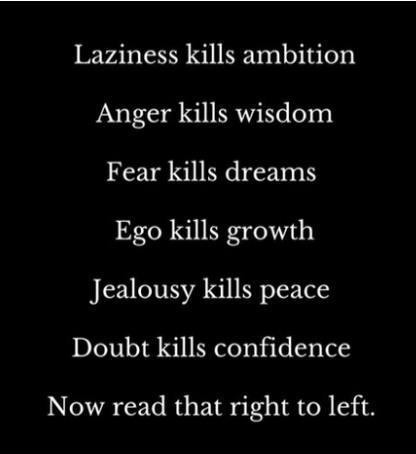 Laziness kills ambition
Anger kills wisdom
Fear kills dreams
Ego kills growth
Jealousy kills peace
Doubt kills confidence
Now read that right to left.